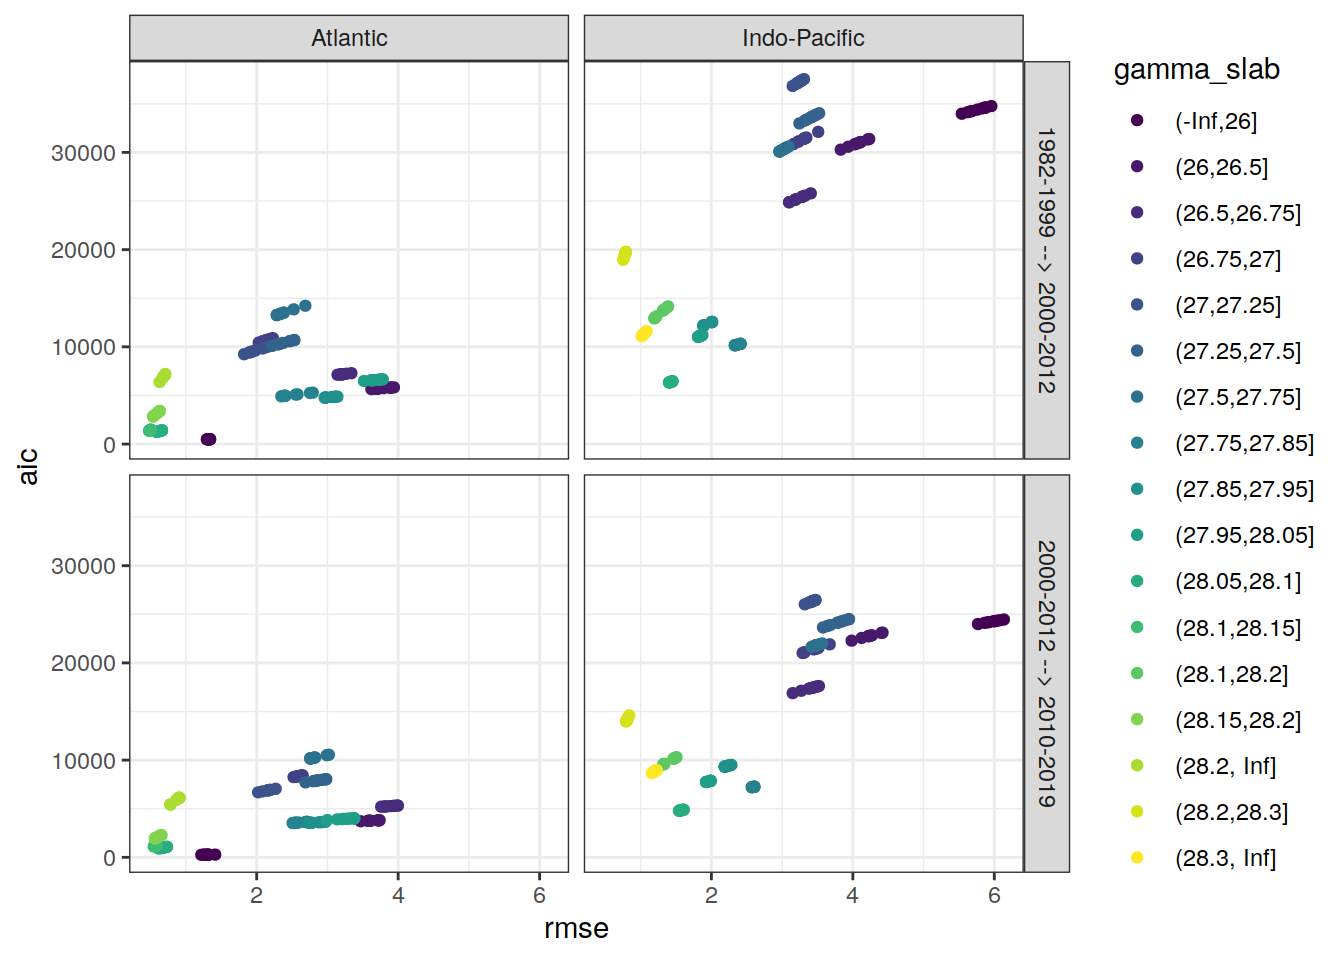 Atlantic
Indo-Pacific
30000
20000
10000
0
1982-1999 --> 2000-2012
30000
20000
10000
0
2000-2012 --> 2010-2019
2
4
6
2
4
6
rmse
aic
gamma_slab
(-Inf,26]
(26,26.5]
(26.5,26.75]
(26.75,27]
(27,27.25]
(27.25,27.5]
(27.5,27.75]
(27.75,27.85]
(27.85,27.95]
(27.95,28.05]
(28.05,28.1]
(28.1,28.15]
(28.1,28.2]
(28.15,28.2]
(28.2, Inf]
(28.2,28.3]
(28.3, Inf]